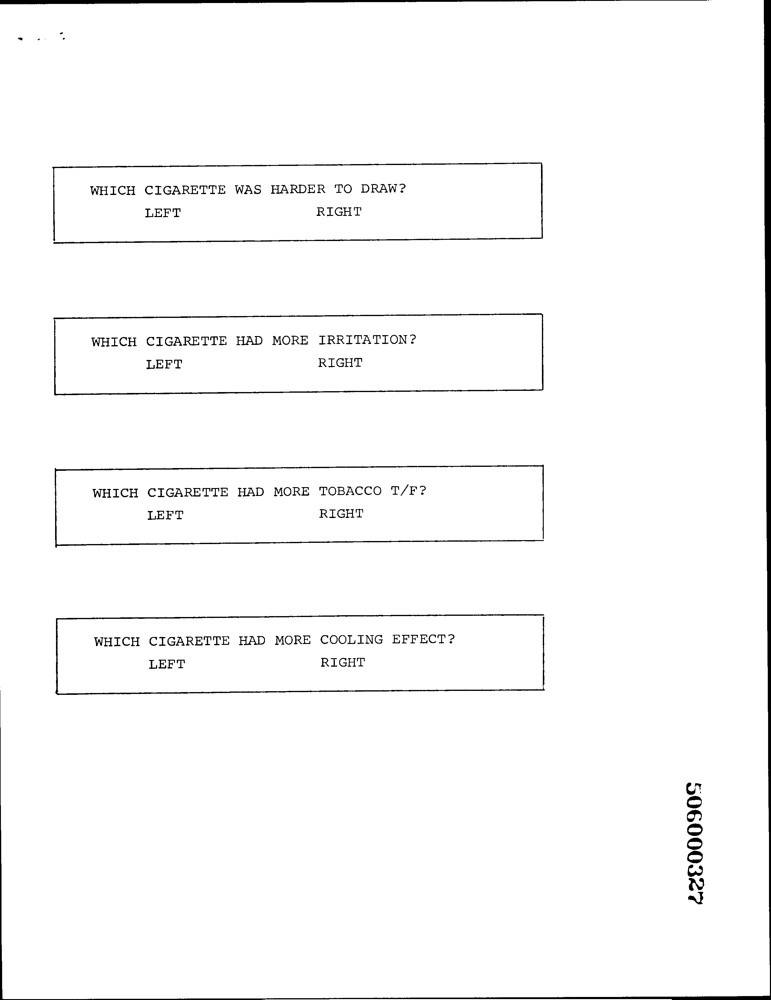 WHICH CIGARETTE WAS HARDER TO DRAW?
LEFT RIGHT
WHICH CIGARETTE HAD MORE IRRITATION?
LEFT RIGHT
WHICH CIGARETTE HAD MORE TOBACCO T/F?
LEFT RIGHT
WHICH CIGARETTE HAD MORE COOLING EFFECT?
LEFT RIGHT
506000327